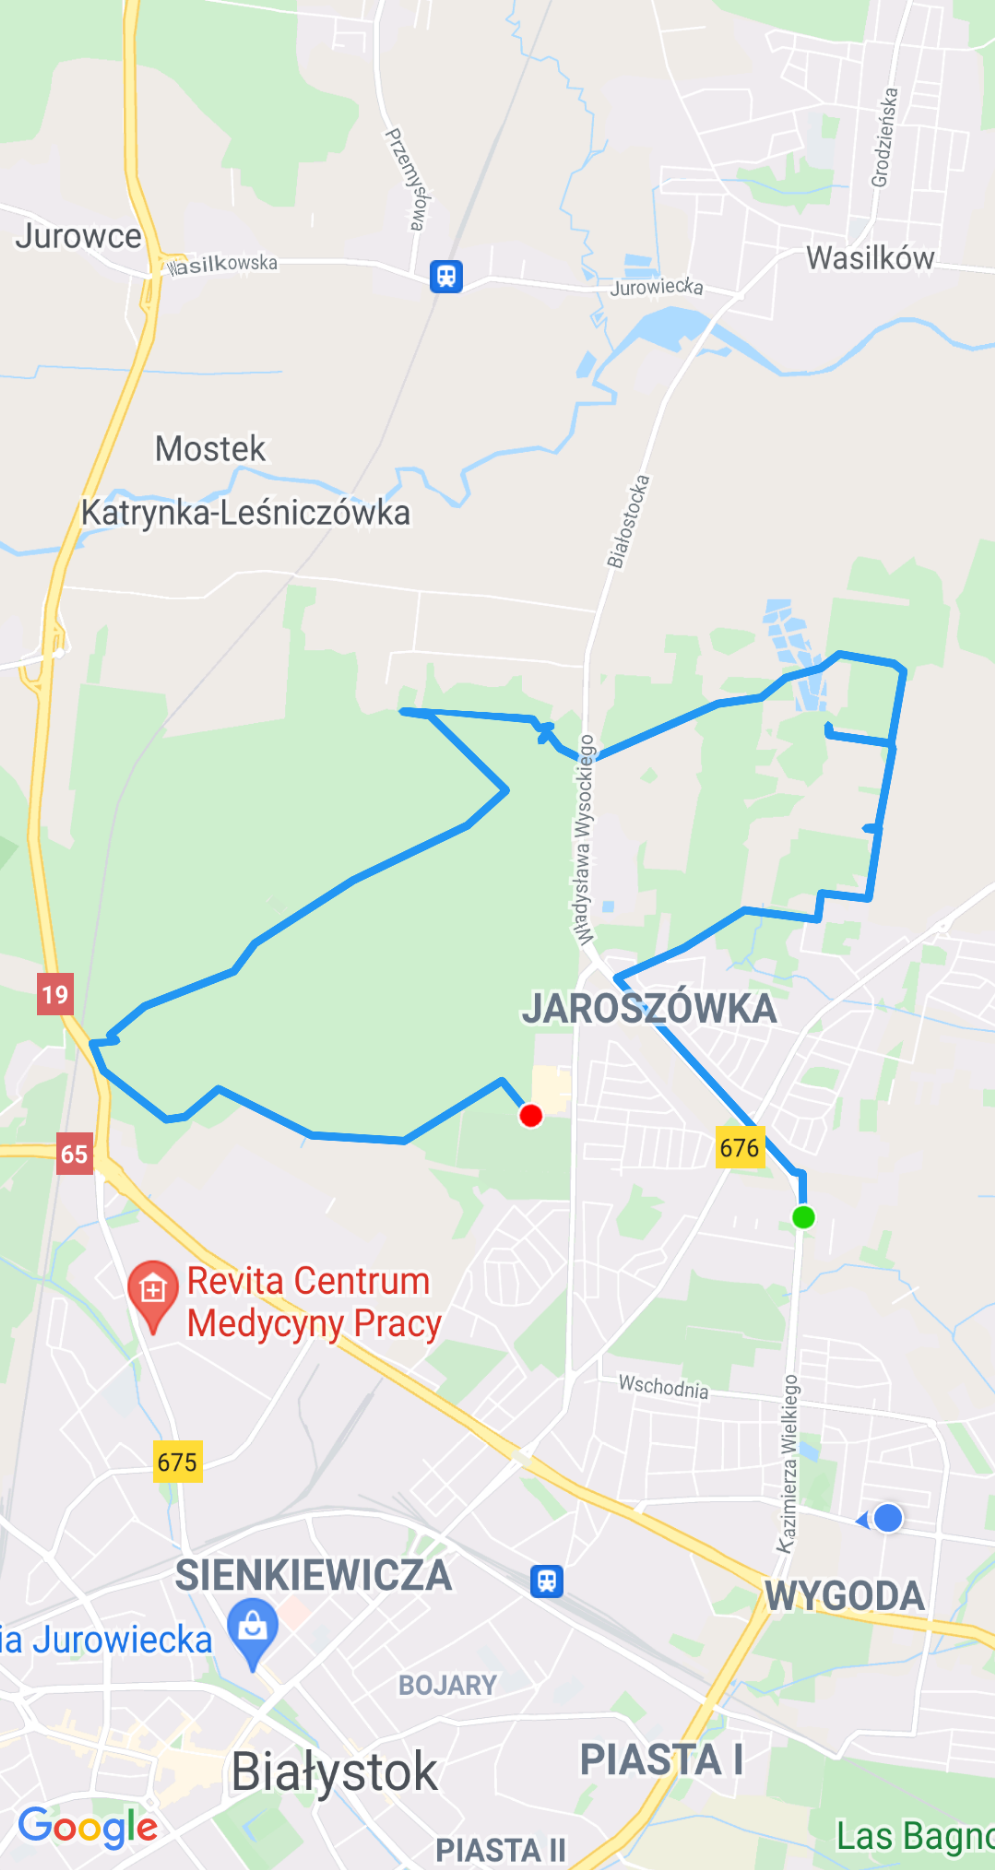 Przemysłowa
Grodzieńska
Jurowce
Wasilkowska
Wasilków
Jurowiecka
Mostek
Katrynka-Leśniczówka
Białostocka
Władysława Wysockiego
19
JAROSZÓWKA
65
676
Revita Centrum
Medycyny Pracy
Wschodnia
Kazimierza Wielkiego
675
SIENKIEWICZA
WYGODA
ia Jurowiecka
BOJARY
PIASTA I
Białystok
Google
PIASTA II
Las Bagno